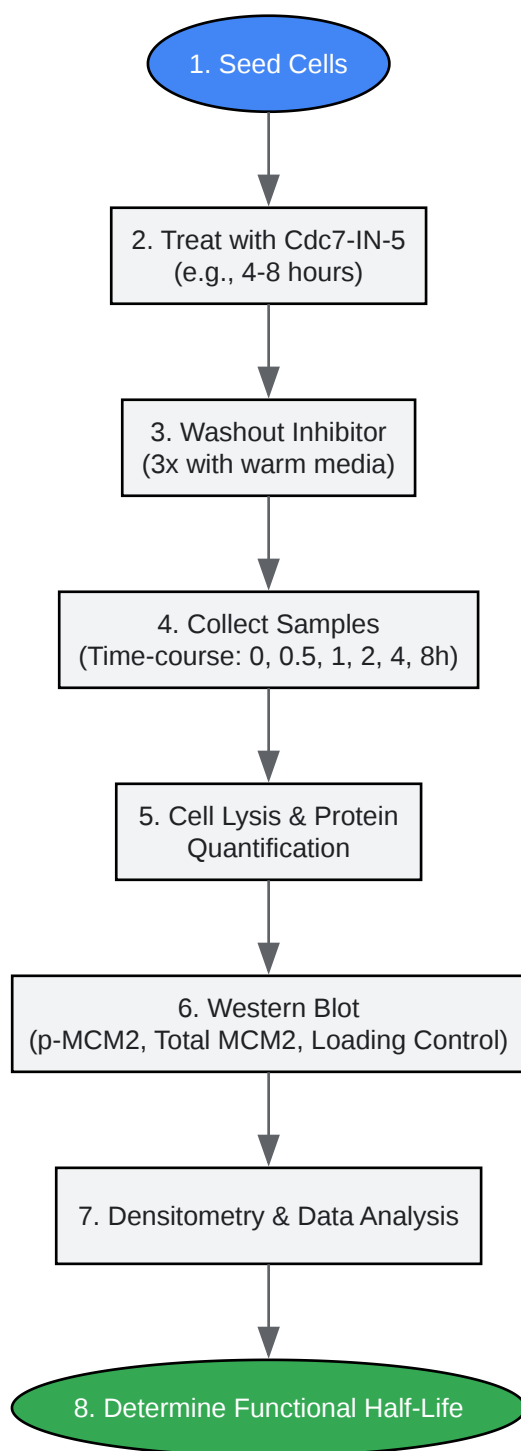 1. Seed Cells
2. Treat with Cdc7-IN-5
(e.g., 4-8 hours)
3. Washout Inhibitor
(3x with warm media)
4. Collect Samples
(Time-course: 0, 0.5, 1, 2, 4, 8h)
5. Cell Lysis & Protein
Quantification
6. Western Blot
(p-MCM2, Total MCM2, Loading Control)
7. Densitometry & Data Analysis
8. Determine Functional Half-Life